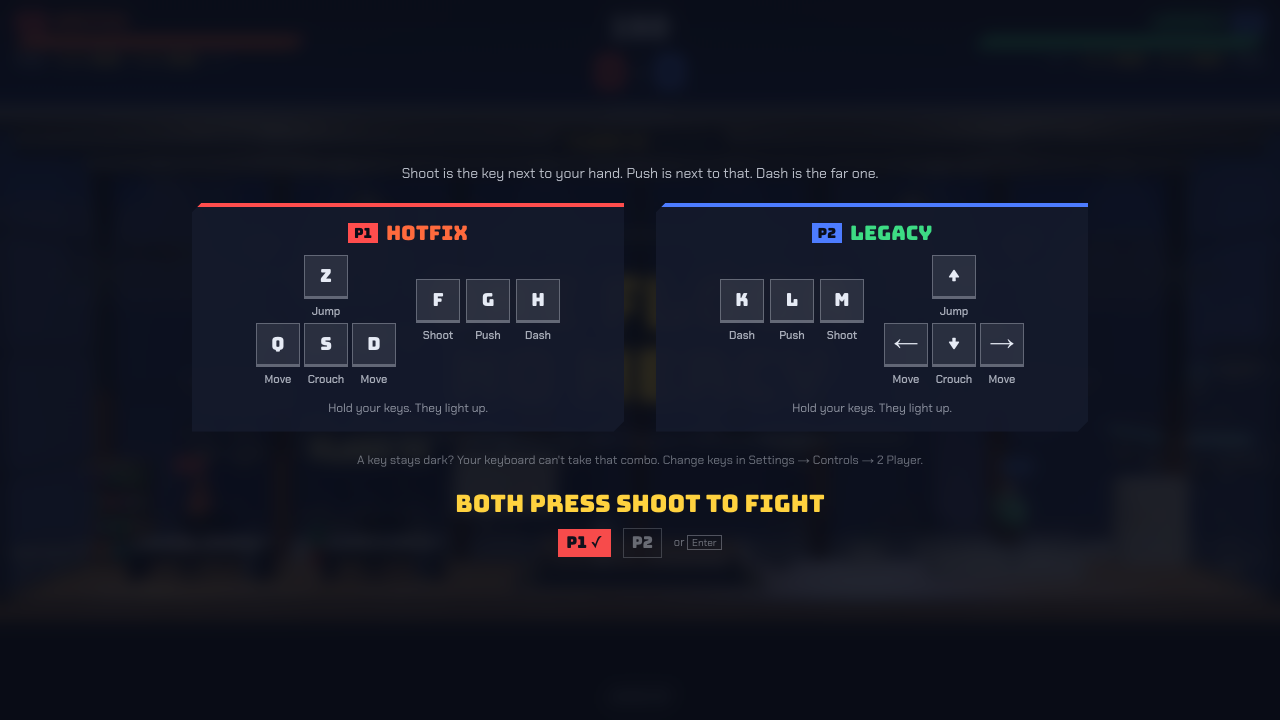 Shoot is the key next to your hand. Push is next to that. Dash is the far one.
P1 HOTFIX
Z
Jump
F G H
Shoot Push Dash
Q S D
Move Crouch Move
Hold your keys. They light up.
P2 LEGACY
↑
Jump
K L M
Dash Push Shoot
← ↓ →
Move Crouch Move
Hold your keys. They light up.
A key stays dark? Your keyboard can't take that combo. Change keys in Settings → Controls → 2 Player.
BOTH PRESS SHOOT TO FIGHT
P1 ✓ P2 or Enter